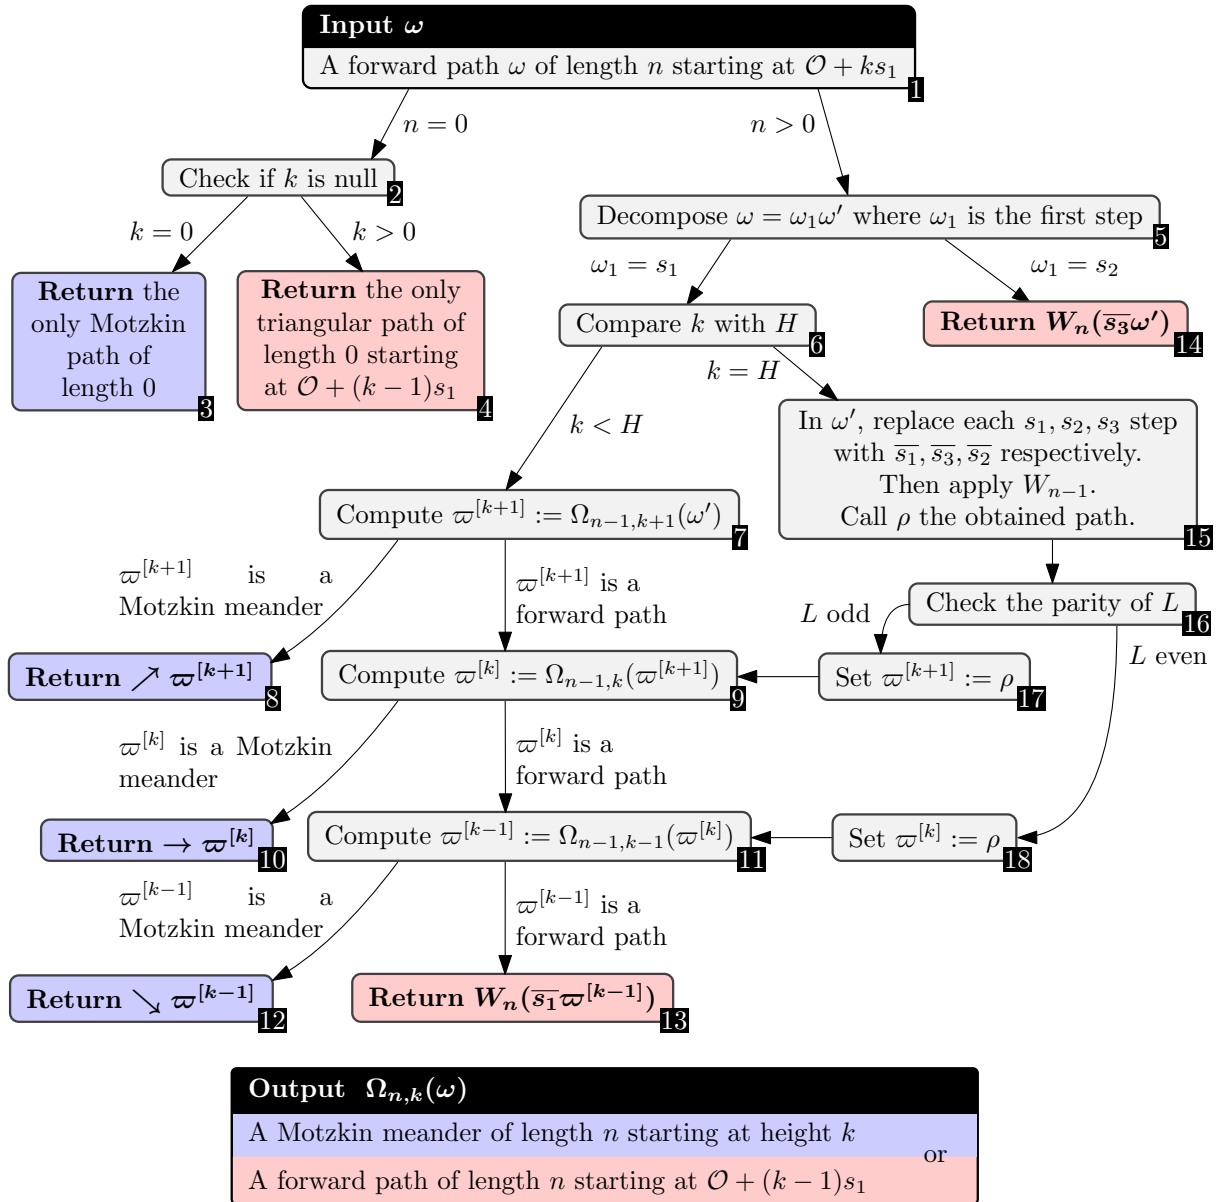 Input ω
A forward path ω of length n starting at 𝒪 + ks₁
1
n = 0
n > 0
Check if k is null
2
Decompose ω = ω₁ω′ where ω₁ is the first step
5
k = 0
k > 0
ω₁ = s₁
ω₁ = s₂
Return the
only Motzkin
path of
length 0
3
Return the only
triangular path of
length 0 starting
at 𝒪 + (k − 1)s₁
4
Compare k with H
6
Return Wₙ(s̅₃ω′)
14
k = H
k < H
In ω′, replace each s₁, s₂, s₃ step
with s̅₁, s̅₃, s̅₂ respectively.
Then apply Wₙ₋₁.
Call ρ the obtained path.
15
Compute ϖ^[k+1] := Ωₙ₋₁,ₖ₊₁(ω′)
7
ϖ^[k+1] is a
Motzkin meander
ϖ^[k+1] is a
forward path
Check the parity of L
16
L odd
L even
Return ↗ ϖ^[k+1]
8
Compute ϖ^[k] := Ωₙ₋₁,ₖ(ϖ^[k+1])
9
Set ϖ^[k+1] := ρ
17
ϖ^[k] is a Motzkin
meander
ϖ^[k] is a
forward path
Return → ϖ^[k]
10
Compute ϖ^[k−1] := Ωₙ₋₁,ₖ₋₁(ϖ^[k])
11
Set ϖ^[k] := ρ
18
ϖ^[k−1] is a
Motzkin meander
ϖ^[k−1] is a
forward path
Return ↘ ϖ^[k−1]
12
Return Wₙ(s̅₁ϖ^[k−1])
13
Output Ωₙ,ₖ(ω)
A Motzkin meander of length n starting at height k
or
A forward path of length n starting at 𝒪 + (k − 1)s₁